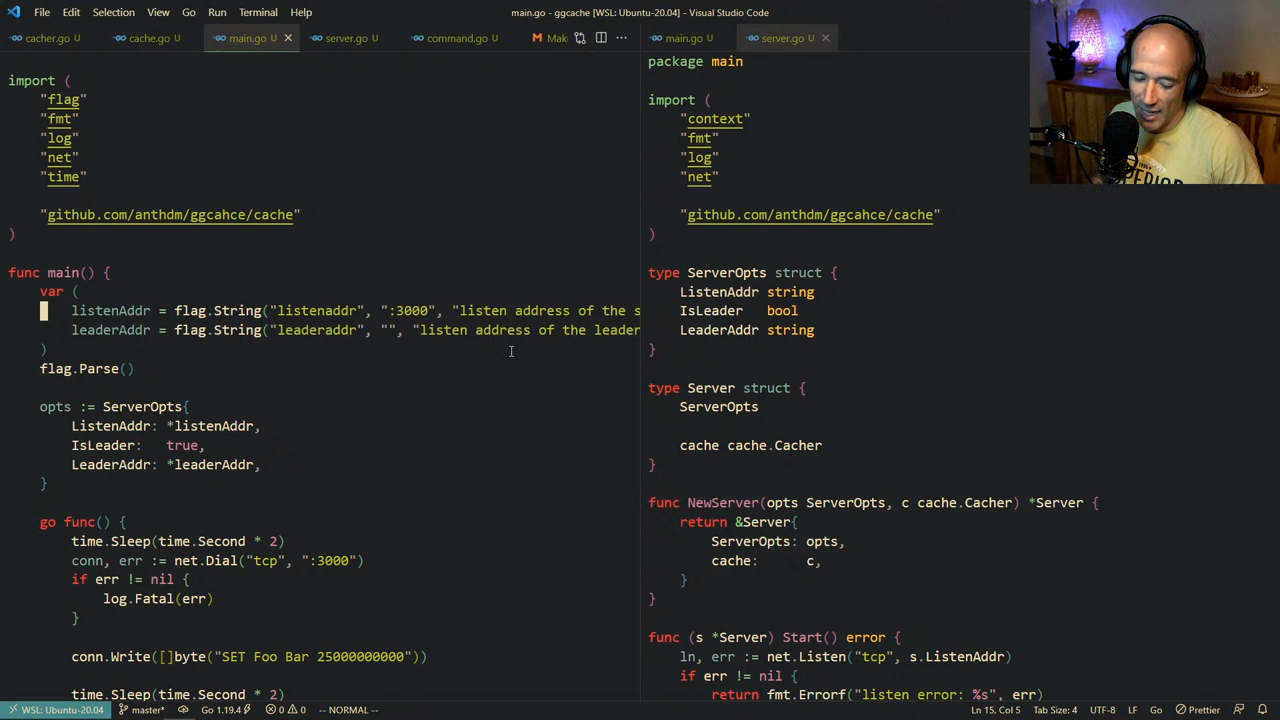 File Edit Selection View Go Run Terminal Help
main.go - ggcache [WSL: Ubuntu-20.04] - Visual Studio Code
cacher.go U cache.go U main.go U server.go U command.go U Mak
import (
"flag"
"fmt"
"log"
"net"
"time"
"github.com/anthdm/ggcahce/cache"
)
func main() {
var (
listenAddr = flag.String("listenaddr", ":3000", "listen address of the s
leaderAddr = flag.String("leaderaddr", "", "listen address of the leader
)
flag.Parse()
opts := ServerOpts{
ListenAddr: *listenAddr,
IsLeader: true,
LeaderAddr: *leaderAddr,
}
go func() {
time.Sleep(time.Second * 2)
conn, err := net.Dial("tcp", ":3000")
if err != nil {
log.Fatal(err)
}
conn.Write([]byte("SET Foo Bar 25000000000"))
time.Sleep(time.Second * 2)
main.go U server.go U
package main
import (
"context"
"fmt"
"log"
"net"
"github.com/anthdm/ggcahce/cache"
)
type ServerOpts struct {
ListenAddr string
IsLeader bool
LeaderAddr string
}
type Server struct {
ServerOpts
cache cache.Cacher
}
func NewServer(opts ServerOpts, c cache.Cacher) *Server {
return &Server{
ServerOpts: opts,
cache: c,
}
}
func (s *Server) Start() error {
ln, err := net.Listen("tcp", s.ListenAddr)
if err != nil {
return fmt.Errorf("listen error: %s", err)
WSL: Ubuntu-20.04 master* Go 1.19.4 0 0 -- NORMAL -- Ln 15, Col 5 Tab Size: 4 UTF-8 LF Go Prettier